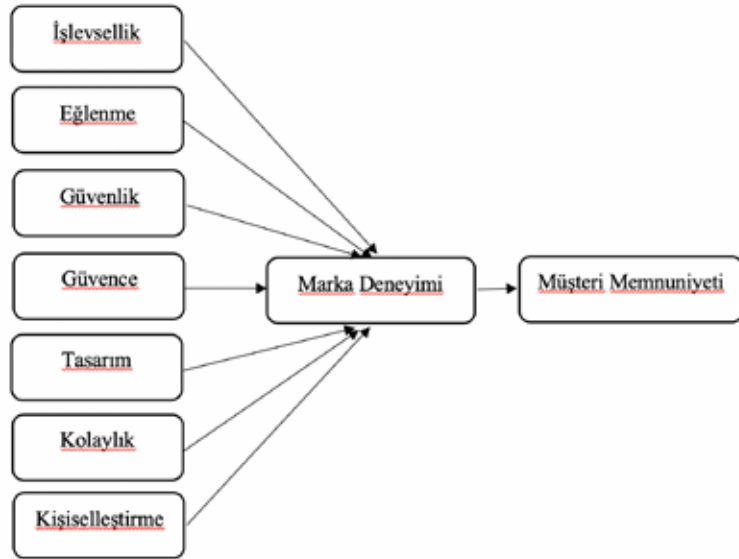 İşlevsellik
Eğlenme
Güvenlik
Güvence
Marka Deneyimi
Müşteri Memnuniyeti
Tasarım
Kolaylık
Kişiselleştirme